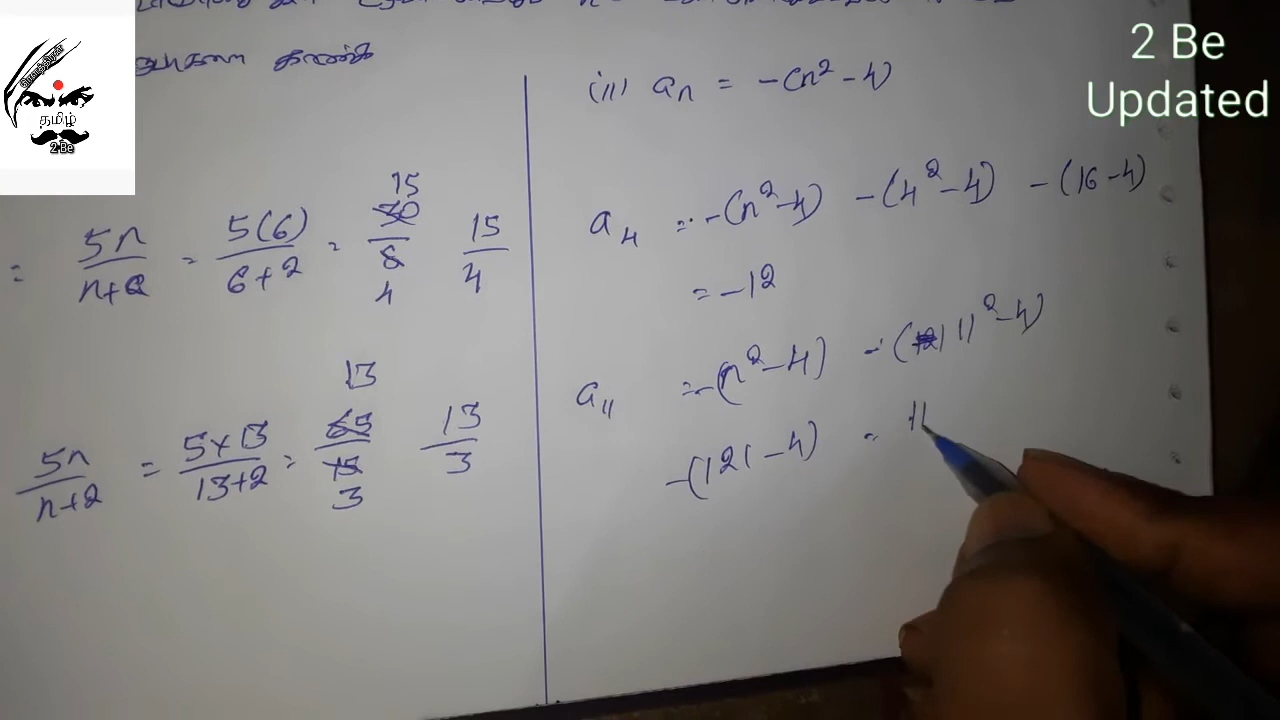 தமிழ்
2 Be
2 Be
Updated
காண்க
(ii) aₙ = -(n² - 4)
= 5n/(n+2) = 5(6)/(6+2) = 30/8 15/4
15
4
a₄ = -(n² - 4) -(4² - 4) -(16 - 4)
= -12
a₁₁ = -(n² - 4) -(11² - 4)
-(121 - 4) = 11
5n/(n+2) = 5×13/(13+2) = 65/15 13/3
13
3